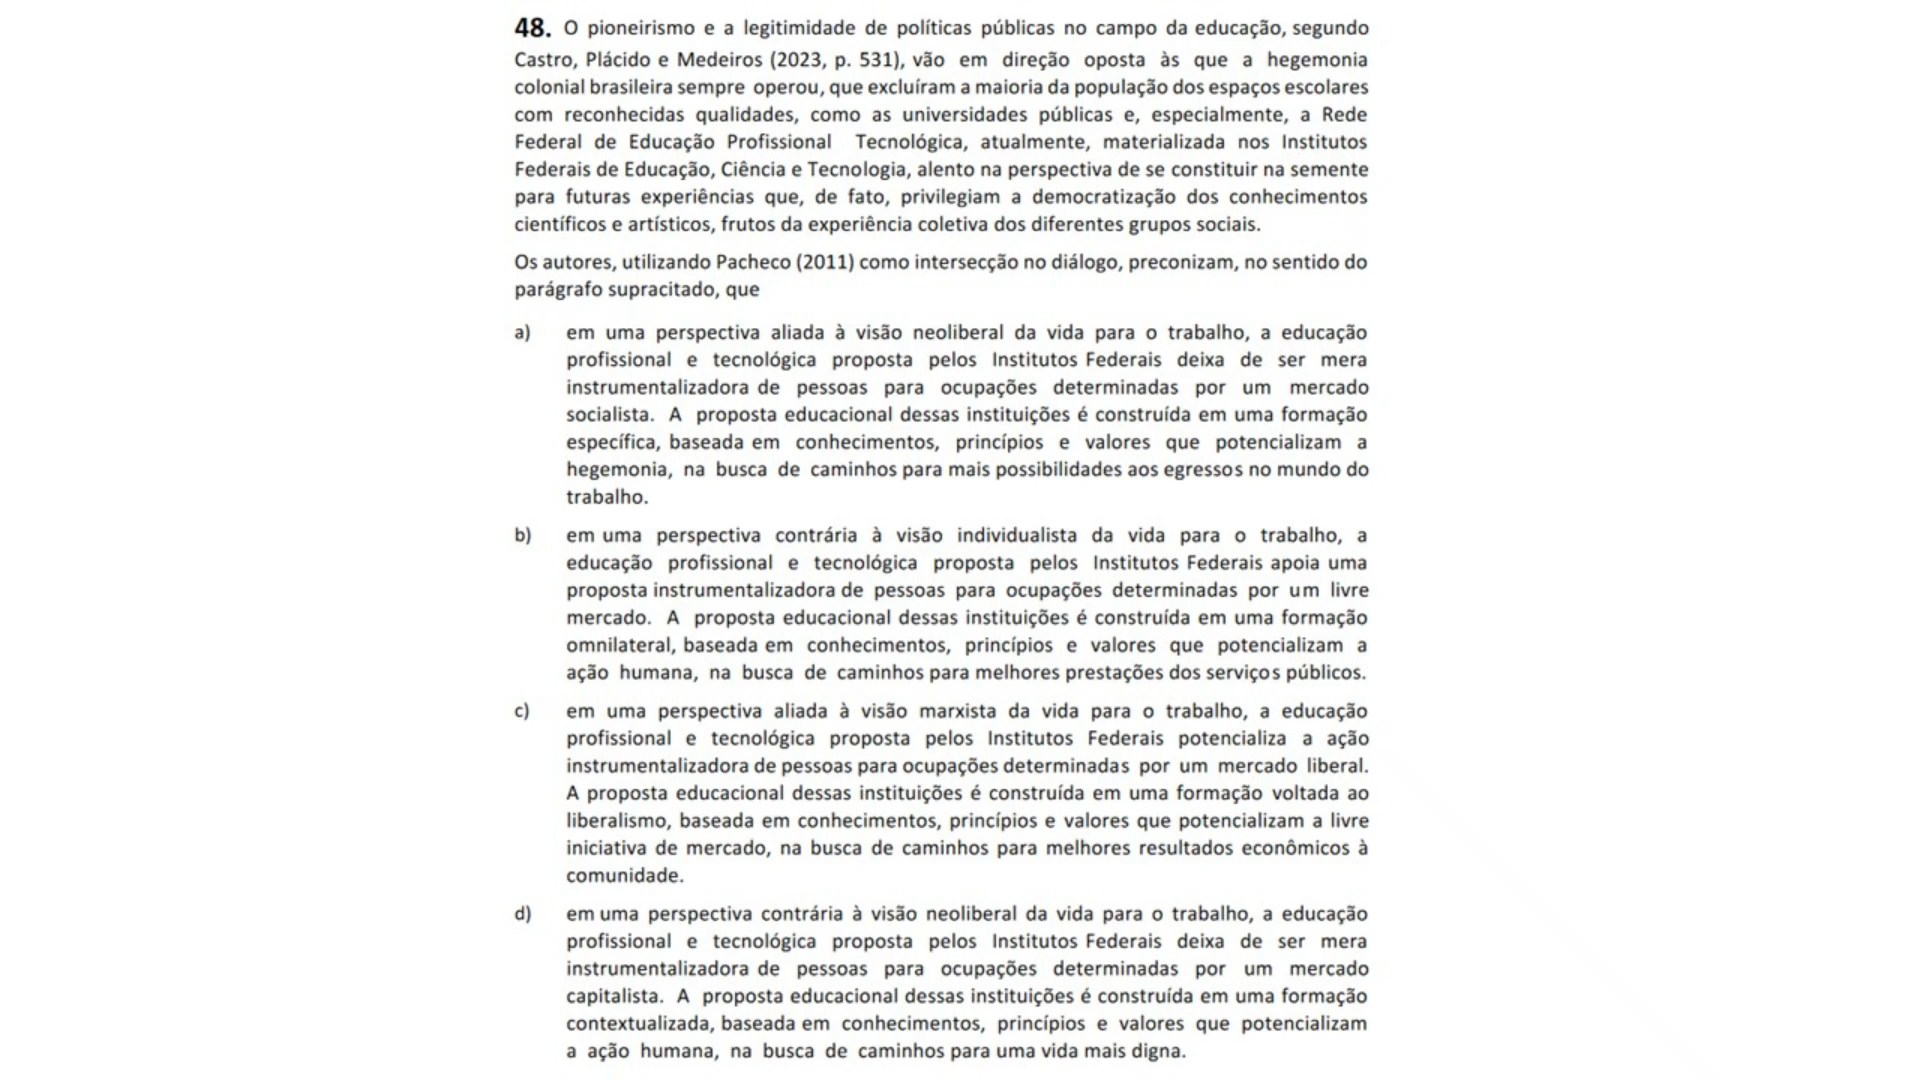 48. O pioneirismo e a legitimidade de políticas públicas no campo da educação, segundo
Castro, Plácido e Medeiros (2023, p. 531), vão em direção oposta às que a hegemonia
colonial brasileira sempre operou, que excluíram a maioria da população dos espaços escolares
com reconhecidas qualidades, como as universidades públicas e, especialmente, a Rede
Federal de Educação Profissional Tecnológica, atualmente, materializada nos Institutos
Federais de Educação, Ciência e Tecnologia, alento na perspectiva de se constituir na semente
para futuras experiências que, de fato, privilegiam a democratização dos conhecimentos
científicos e artísticos, frutos da experiência coletiva dos diferentes grupos sociais.
Os autores, utilizando Pacheco (2011) como intersecção no diálogo, preconizam, no sentido do
parágrafo supracitado, que
a) em uma perspectiva aliada à visão neoliberal da vida para o trabalho, a educação
profissional e tecnológica proposta pelos Institutos Federais deixa de ser mera
instrumentalizadora de pessoas para ocupações determinadas por um mercado
socialista. A proposta educacional dessas instituições é construída em uma formação
específica, baseada em conhecimentos, princípios e valores que potencializam a
hegemonia, na busca de caminhos para mais possibilidades aos egressos no mundo do
trabalho.
b) em uma perspectiva contrária à visão individualista da vida para o trabalho, a
educação profissional e tecnológica proposta pelos Institutos Federais apoia uma
proposta instrumentalizadora de pessoas para ocupações determinadas por um livre
mercado. A proposta educacional dessas instituições é construída em uma formação
omnilateral, baseada em conhecimentos, princípios e valores que potencializam a
ação humana, na busca de caminhos para melhores prestações dos serviços públicos.
c) em uma perspectiva aliada à visão marxista da vida para o trabalho, a educação
profissional e tecnológica proposta pelos Institutos Federais potencializa a ação
instrumentalizadora de pessoas para ocupações determinadas por um mercado liberal.
A proposta educacional dessas instituições é construída em uma formação voltada ao
liberalismo, baseada em conhecimentos, princípios e valores que potencializam a livre
iniciativa de mercado, na busca de caminhos para melhores resultados econômicos à
comunidade.
d) em uma perspectiva contrária à visão neoliberal da vida para o trabalho, a educação
profissional e tecnológica proposta pelos Institutos Federais deixa de ser mera
instrumentalizadora de pessoas para ocupações determinadas por um mercado
capitalista. A proposta educacional dessas instituições é construída em uma formação
contextualizada, baseada em conhecimentos, princípios e valores que potencializam
a ação humana, na busca de caminhos para uma vida mais digna.